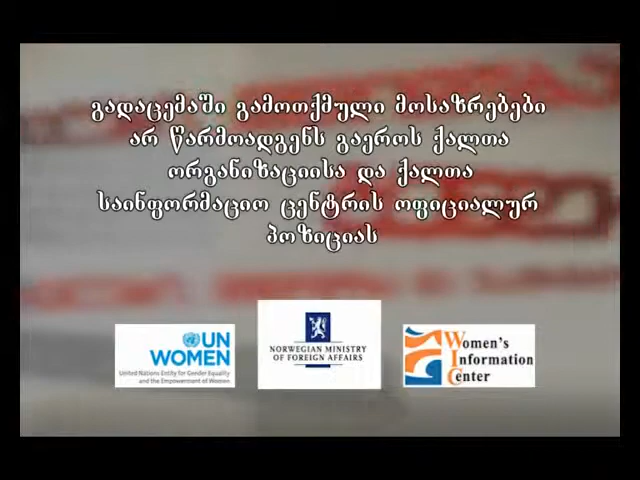 გადაცემაში გამოთქმული მოსაზრებები
არ წარმოადგენს გაეროს ქალთა
ორგანიზაციისა და ქალთა
საინფორმაციო ცენტრის ოფიციალურ
პოზიციას
UN
WOMEN
United Nations Entity for Gender Equality
and the Empowerment of Women
NORWEGIAN MINISTRY
OF FOREIGN AFFAIRS
Women's
Information
Center